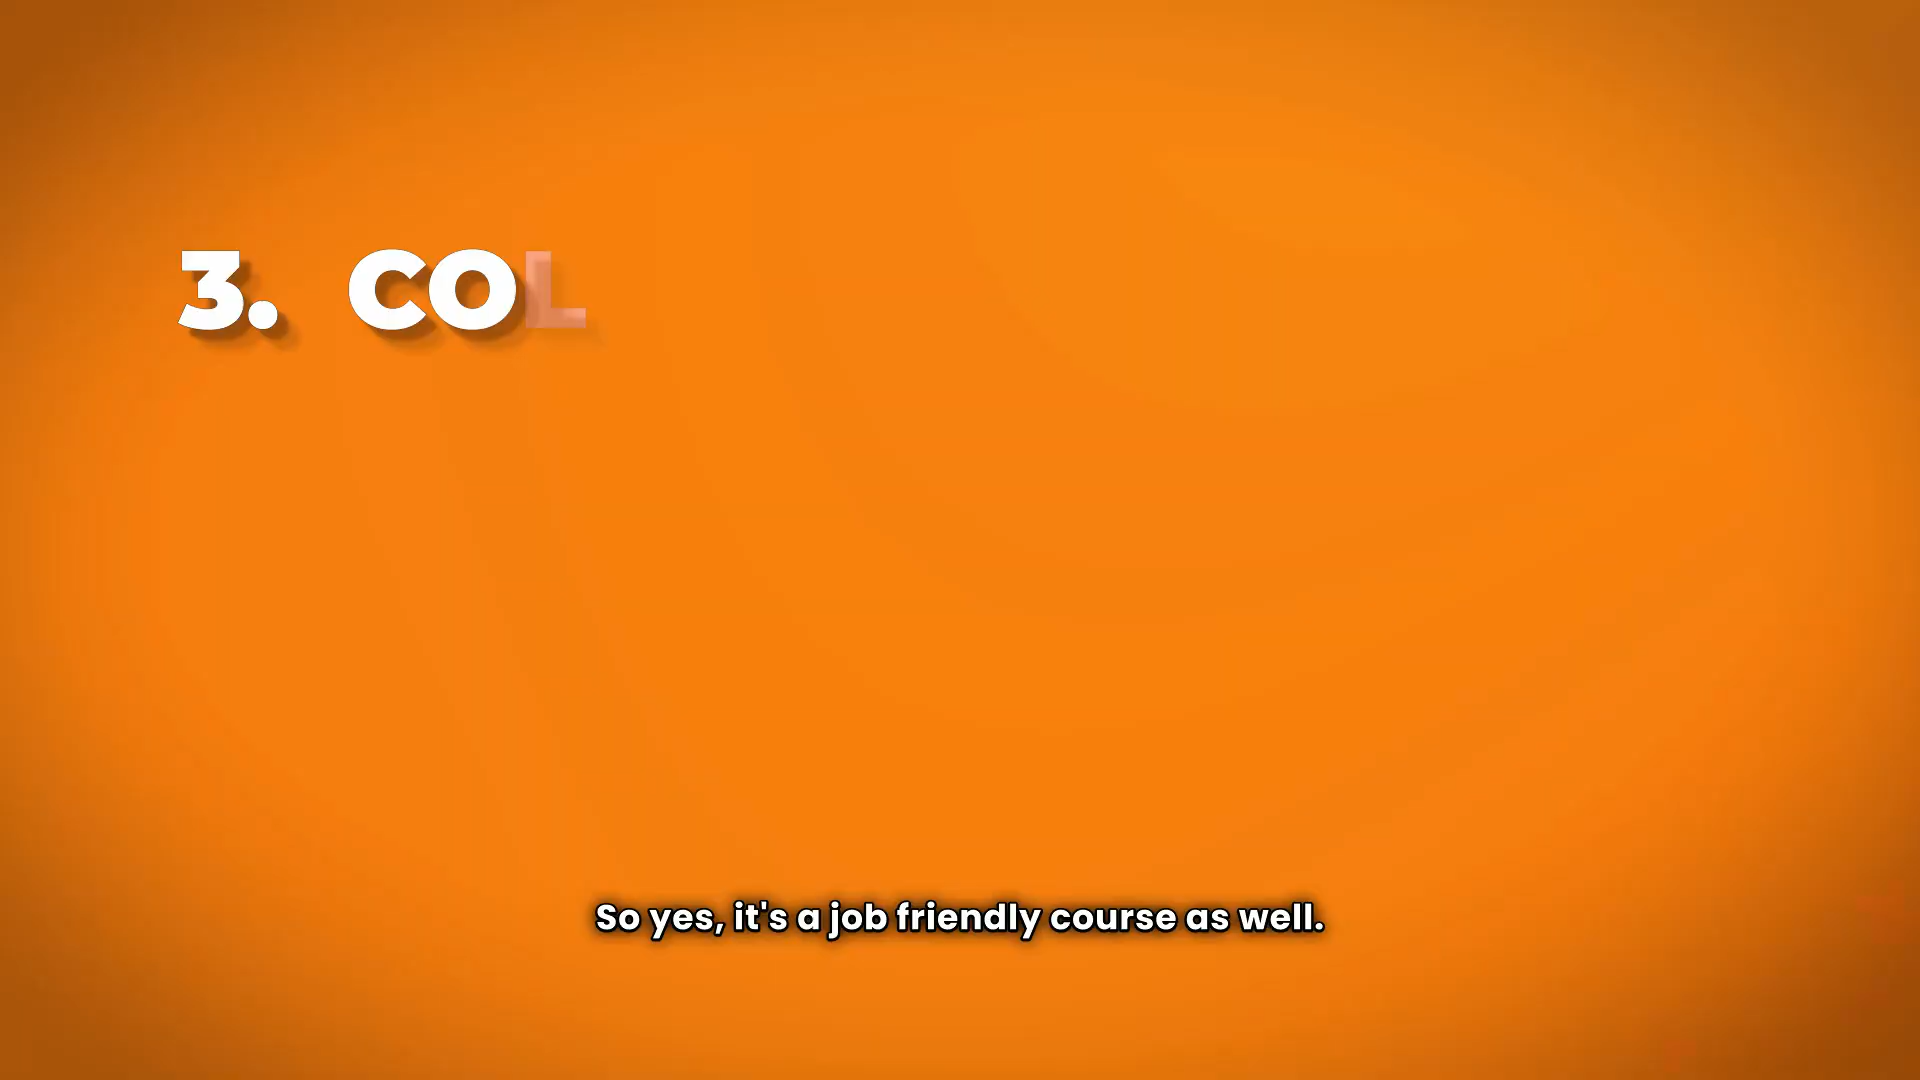 3. COL
So yes, it's a job friendly course as well.